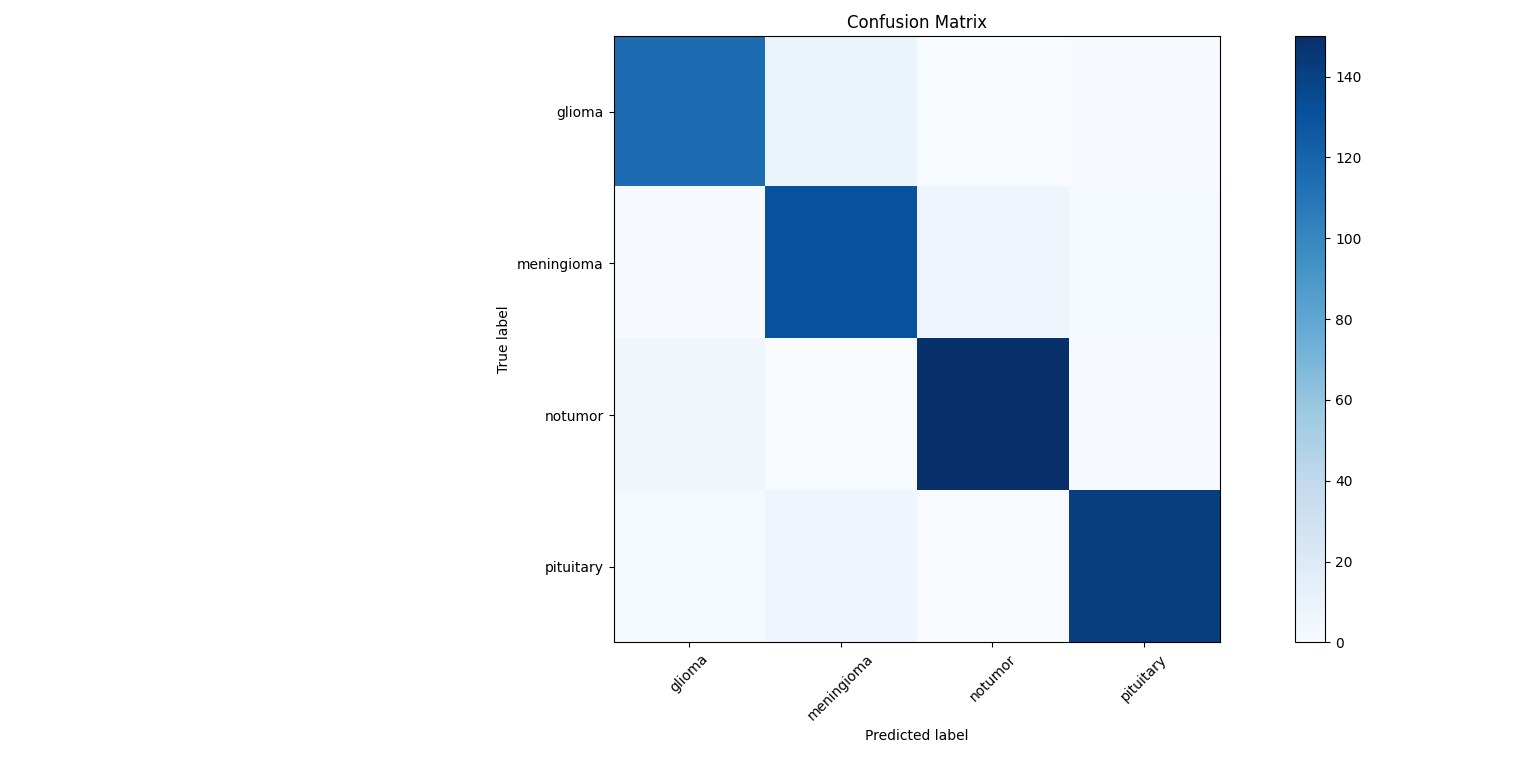 Confusion Matrix
glioma
meningioma
notumor
pituitary
True label
glioma
meningioma
notumor
pituitary
Predicted label
140
120
100
80
60
40
20
0